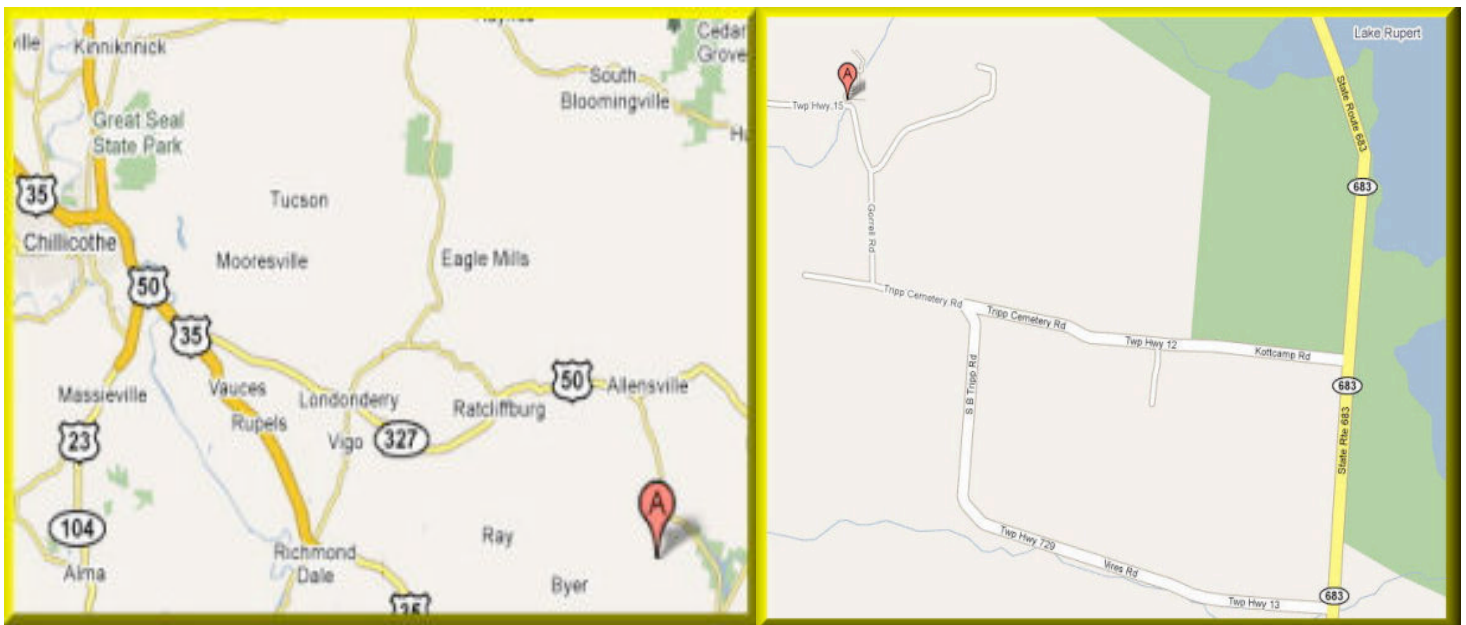 ville
Kinniknnick
Cedar
Grove
South
Bloomingville
Great Seal
State Park
35
Tucson
Chillicothe
Mooresville
Eagle Mills
50
35
50
Allensville
Massieville
Vauces
Londonderry
Ratcliffburg
Rupels
Vigo
327
23
A
104
Ray
Richmond
Dale
Alma
Byer
35
Lake Rupert
A
Twp Hwy 15
State Route 683
683
Gorrell Rd
Tripp Cemetery Rd
Tripp Cemetery Rd
Twp Hwy 12
Kottcamp Rd
683
S B Tripp Rd
State Rte 683
Twp Hwy 729
Vires Rd
683
Twp Hwy 13